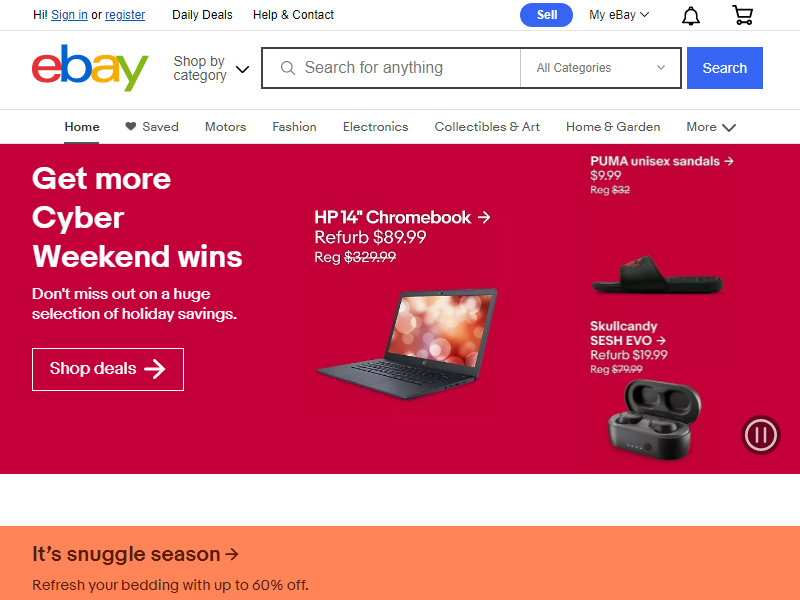 Hi! Sign in or register
Daily Deals
Help & Contact
Sell
My eBay
ebay
Shop by
category
Search for anything
All Categories
Search
Home
Saved
Motors
Fashion
Electronics
Collectibles & Art
Home & Garden
More
Get more
Cyber
Weekend wins
Don't miss out on a huge
selection of holiday savings.
Shop deals
HP 14" Chromebook
Refurb $89.99
Reg $329.99
PUMA unisex sandals
$9.99
Reg $32
Skullcandy
SESH EVO
Refurb $19.99
Reg $79.99
It's snuggle season
Refresh your bedding with up to 60% off.